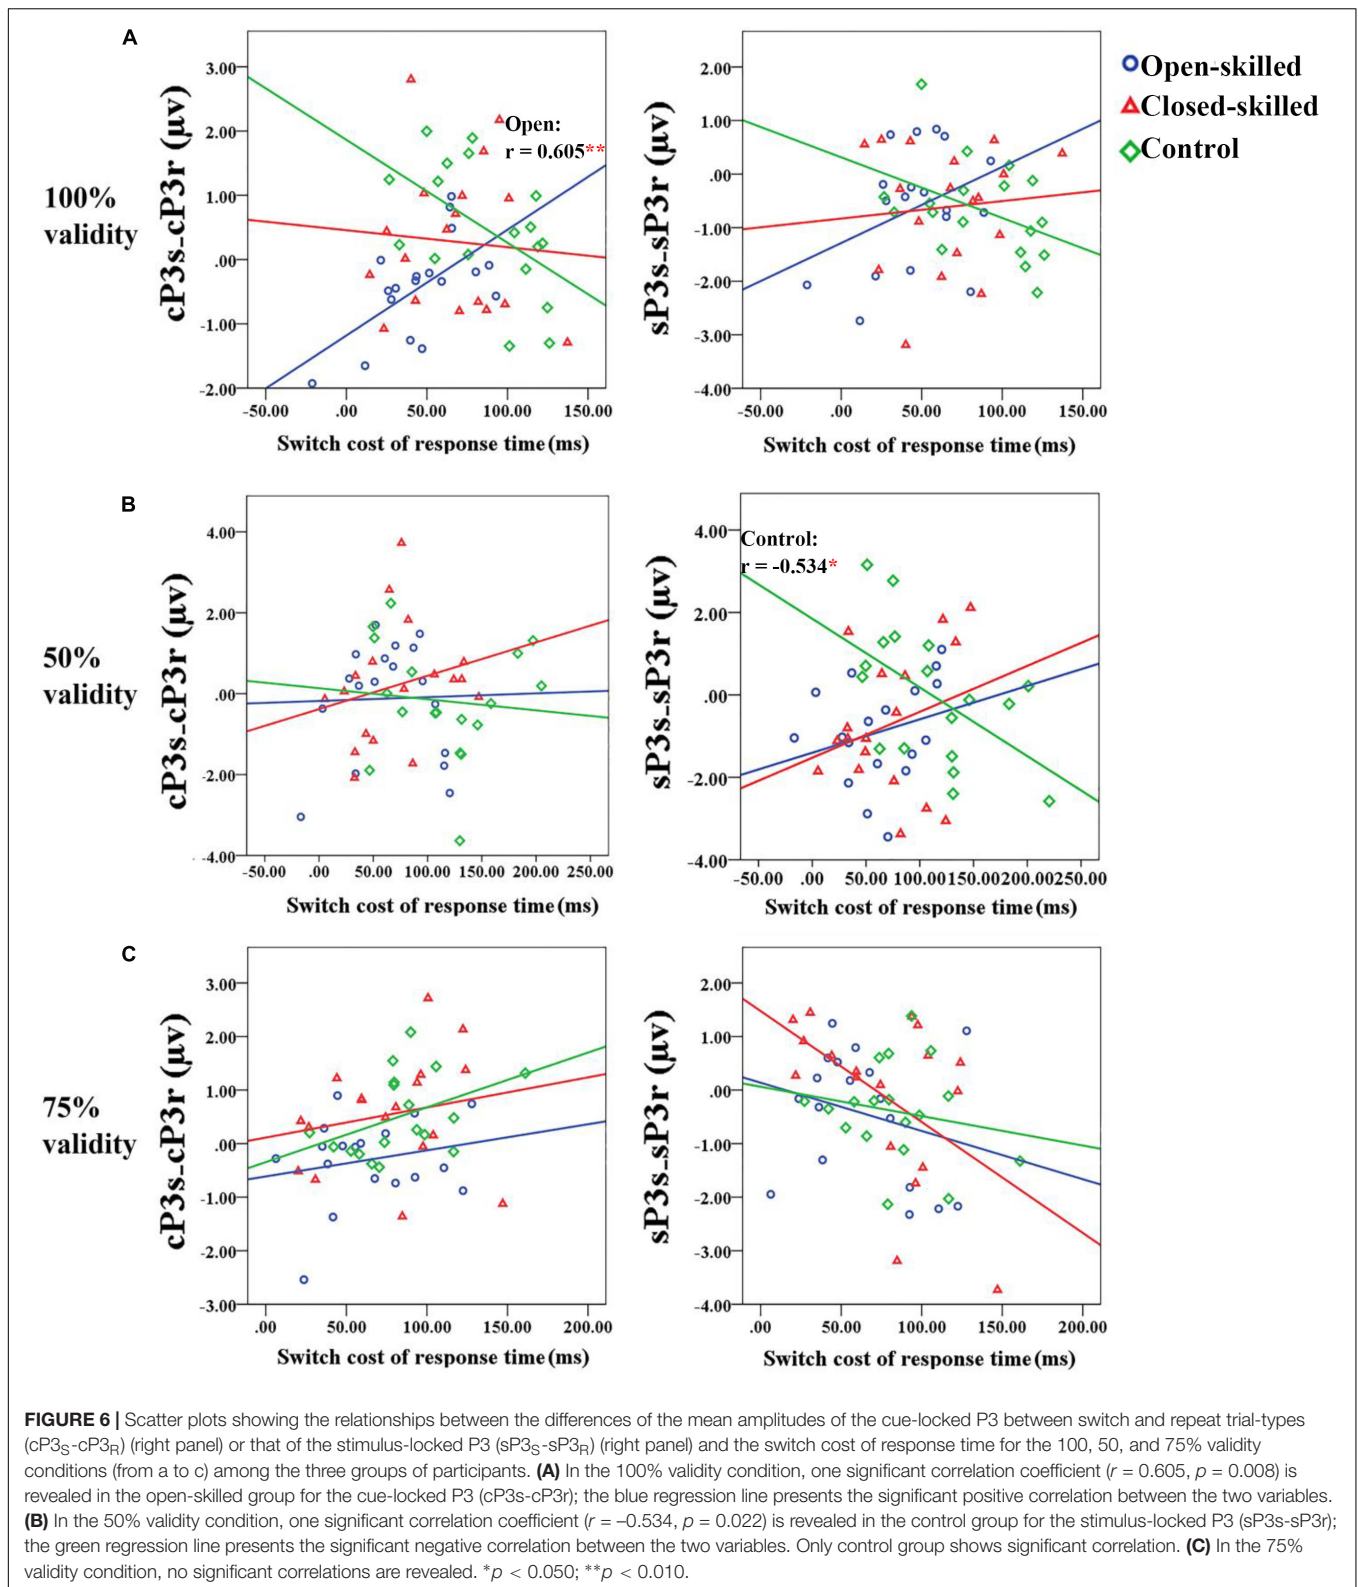 A
100%
validity
cP3s-cP3r (μv)
3.00
2.00
1.00
.00
-1.00
-2.00
Open:
r = 0.605**
-50.00 .00 50.00 100.00 150.00
Switch cost of response time (ms)
sP3s-sP3r (μv)
2.00
1.00
.00
-1.00
-2.00
-3.00
-4.00
-50.00 .00 50.00 100.00 150.00
Switch cost of response time (ms)
Open-skilled
Closed-skilled
Control
B
50%
validity
cP3s-cP3r (μv)
4.00
2.00
.00
-2.00
-4.00
-50.00 .00 50.00 100.00 150.00 200.00 250.00
Switch cost of response time (ms)
sP3s-sP3r (μv)
4.00
2.00
.00
-2.00
-4.00
Control:
r = -0.534*
-50.00 .00 50.00 100.00 150.00 200.00 250.00
Switch cost of response time (ms)
C
75%
validity
cP3s-cP3r (μv)
3.00
2.00
1.00
.00
-1.00
-2.00
-3.00
.00 50.00 100.00 150.00 200.00
Switch cost of response time (ms)
sP3s-sP3r (μv)
2.00
1.00
.00
-1.00
-2.00
-3.00
-4.00
.00 50.00 100.00 150.00 200.00
Switch cost of response time (ms)
FIGURE 6 | Scatter plots showing the relationships between the differences of the mean amplitudes of the cue-locked P3 between switch and repeat trial-types
(cP3S-cP3R) (right panel) or that of the stimulus-locked P3 (sP3S-sP3R) (right panel) and the switch cost of response time for the 100, 50, and 75% validity
conditions (from a to c) among the three groups of participants. (A) In the 100% validity condition, one significant correlation coefficient (r = 0.605, p = 0.008) is
revealed in the open-skilled group for the cue-locked P3 (cP3s-cP3r); the blue regression line presents the significant positive correlation between the two variables.
(B) In the 50% validity condition, one significant correlation coefficient (r = –0.534, p = 0.022) is revealed in the control group for the stimulus-locked P3 (sP3s-sP3r);
the green regression line presents the significant negative correlation between the two variables. Only control group shows significant correlation. (C) In the 75%
validity condition, no significant correlations are revealed. *p < 0.050; **p < 0.010.